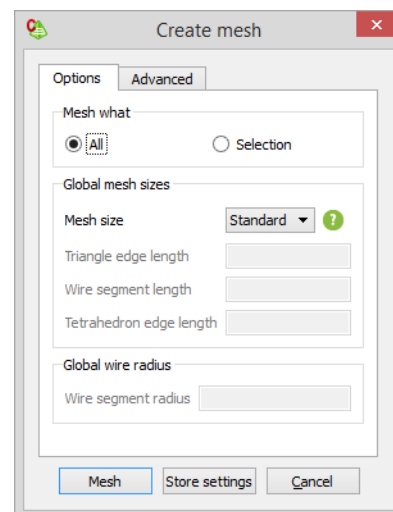 Create mesh
Options Advanced
Mesh what
All Selection
Global mesh sizes
Mesh size Standard ?
Triangle edge length
Wire segment length
Tetrahedron edge length
Global wire radius
Wire segment radius
Mesh Store settings Cancel